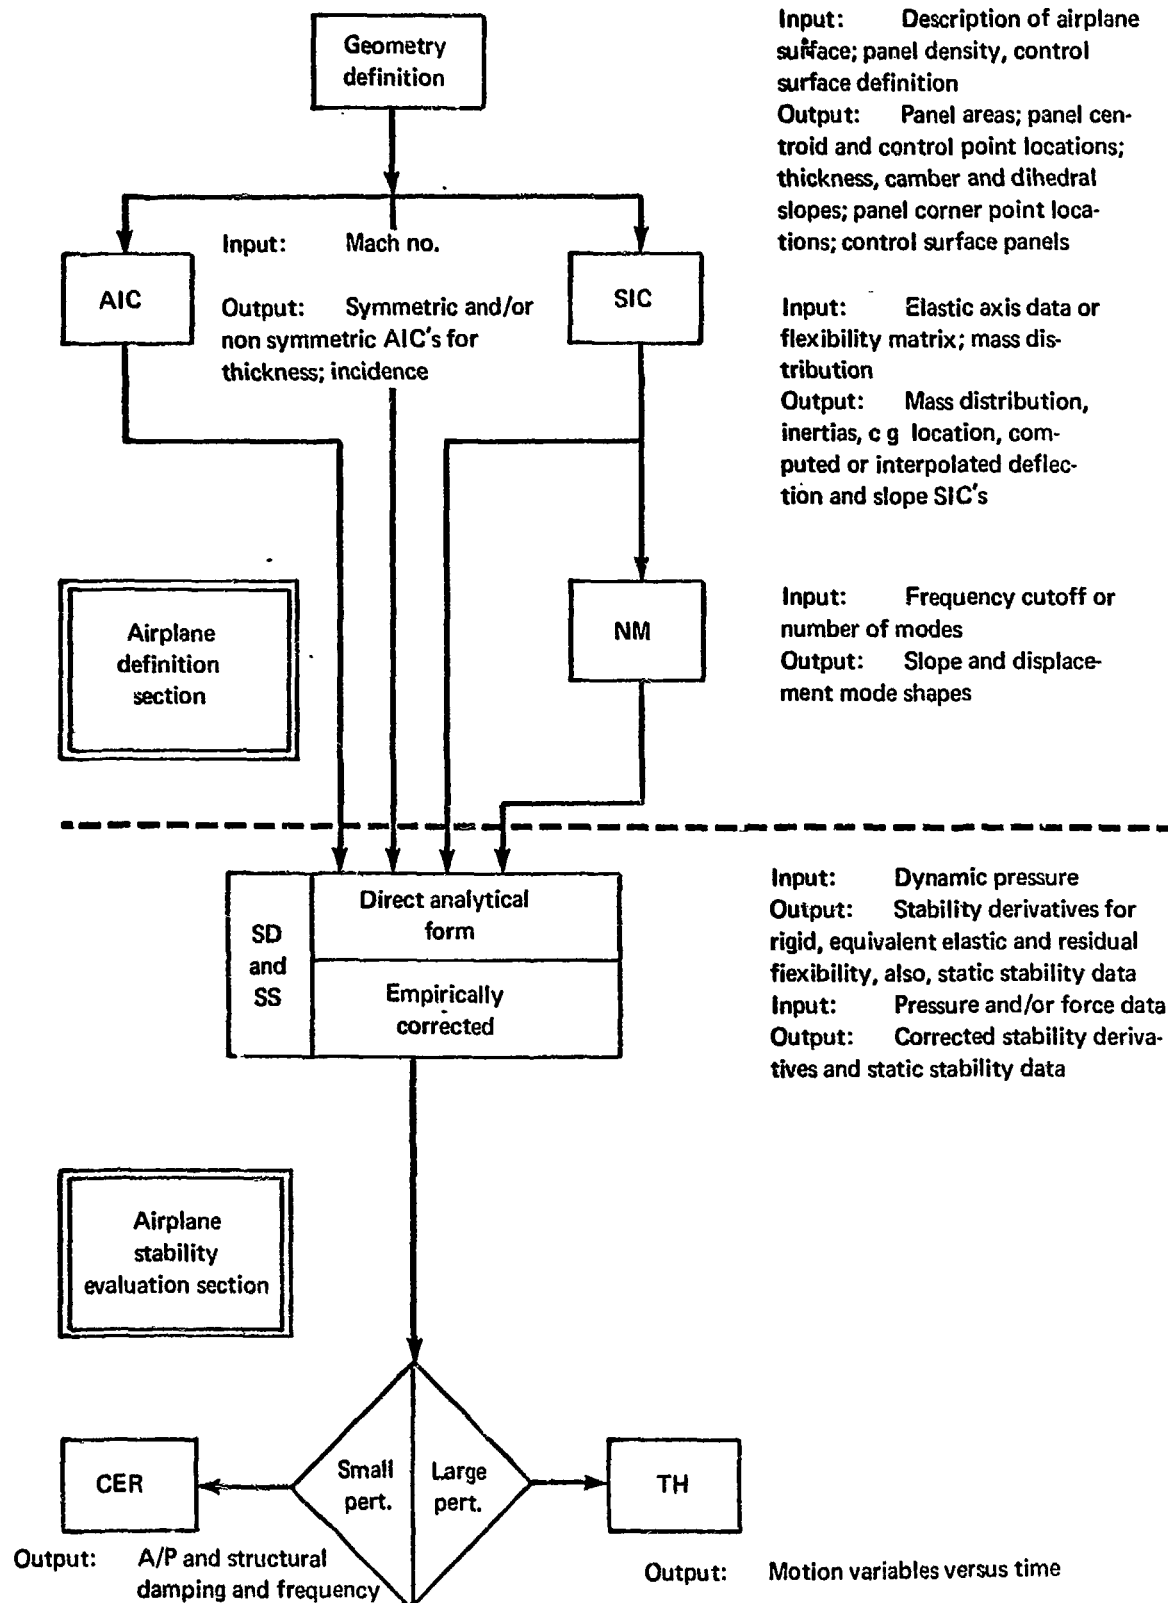 Geometry
definition
Input: Description of airplane
surface; panel density, control
surface definition
Output: Panel areas; panel cen-
troid and control point locations;
thickness, camber and dihedral
slopes; panel corner point loca-
tions; control surface panels
AIC
Input: Mach no.
Output: Symmetric and/or
non symmetric AIC's for
thickness; incidence
SIC
Input: Elastic axis data or
flexibility matrix; mass dis-
tribution
Output: Mass distribution,
inertias, c g location, com-
puted or interpolated deflec-
tion and slope SIC's
Airplane
definition
section
NM
Input: Frequency cutoff or
number of modes
Output: Slope and displace-
ment mode shapes
SD
and
SS
Direct analytical
form
Empirically
corrected
Input: Dynamic pressure
Output: Stability derivatives for
rigid, equivalent elastic and residual
fiexibility, also, static stability data
Input: Pressure and/or force data
Output: Corrected stability deriva-
tives and static stability data
Airplane
stability
evaluation section
CER
Small
pert.
Large
pert.
TH
Output: A/P and structural
damping and frequency
Output: Motion variables versus time